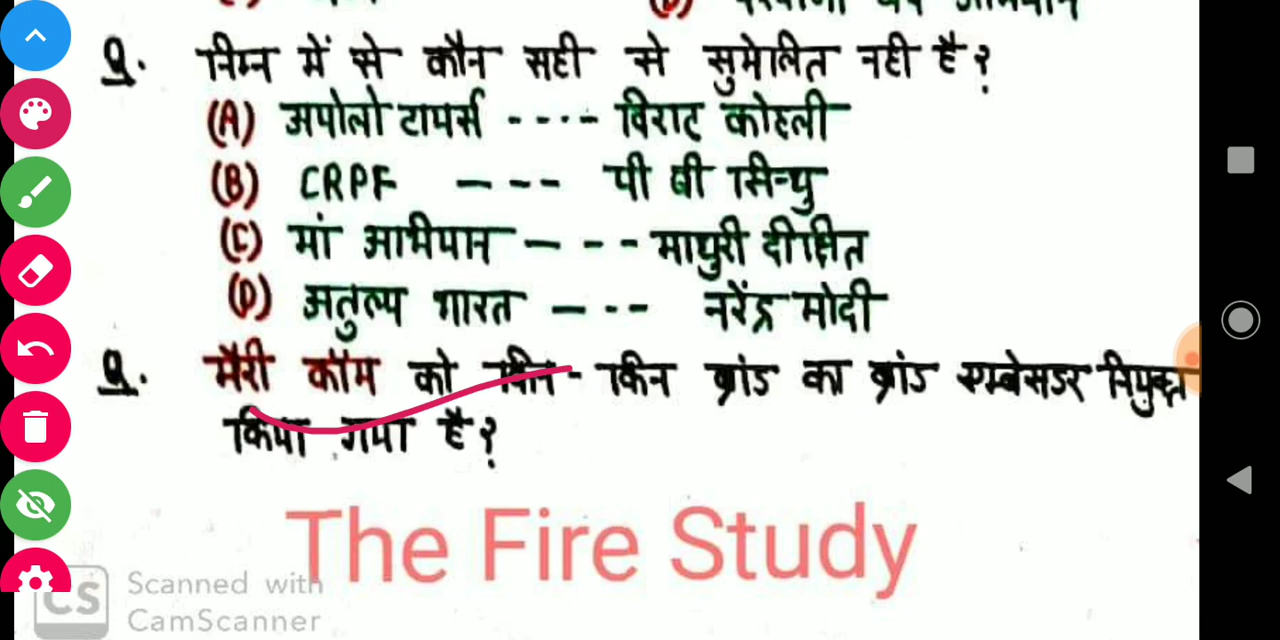 Q. निम्न में से कौन सही से सुमेलित नही है?
(A) अपोलो टायर्स ----- विराट कोहली
(B) CRPF --- पी वी सिन्धु
(C) मां अभियान --- माधुरी दीक्षित
(D) अतुल्य भारत --- नरेंद्र मोदी
Q. मैरी कॉम को किन - किन ब्रांड का ब्रांड एम्बेसडर नियुक्त
किया गया है?
The Fire Study
CS Scanned with
CamScanner